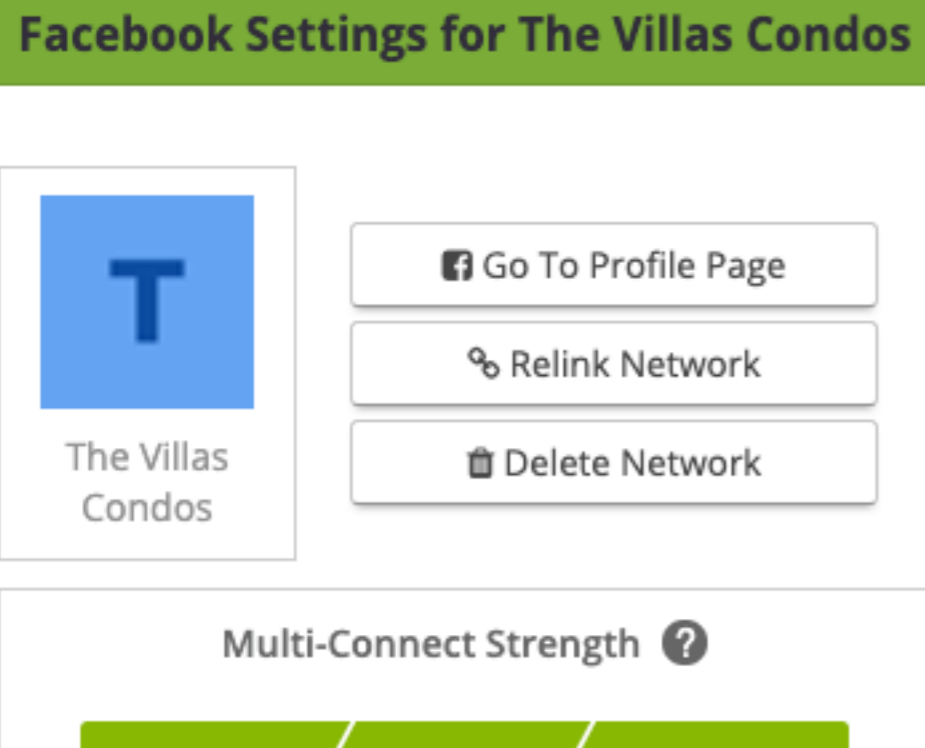 Facebook Settings for The Villas Condos
T
The Villas
Condos
Go To Profile Page
Relink Network
Delete Network
Multi-Connect Strength ?